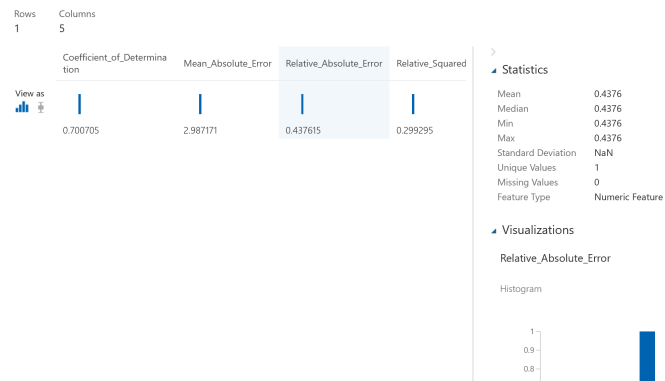 Rows Columns
1 5
Coefficient_of_Determina
tion
Mean_Absolute_Error Relative_Absolute_Error Relative_Squared
View as
0.700705 2.987171 0.437615 0.299295
Statistics
Mean 0.4376
Median 0.4376
Min 0.4376
Max 0.4376
Standard Deviation NaN
Unique Values 1
Missing Values 0
Feature Type Numeric Feature
Visualizations
Relative_Absolute_Error
Histogram
1
0.9
0.8